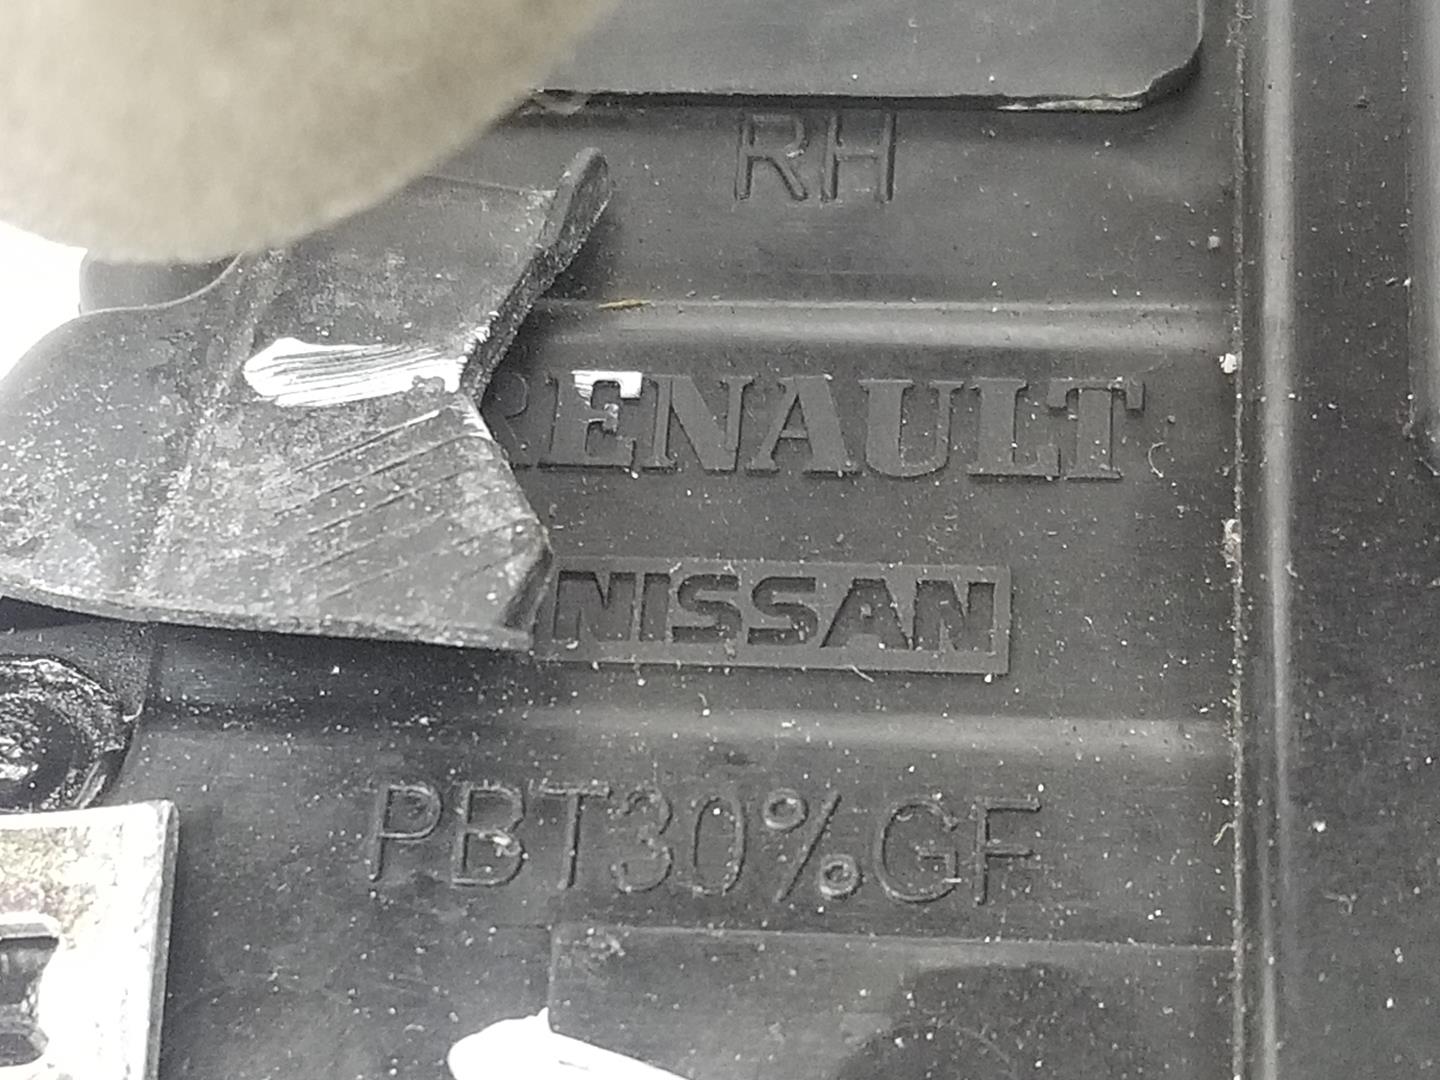 RH
RENAULT
NISSAN
PBT30%GF